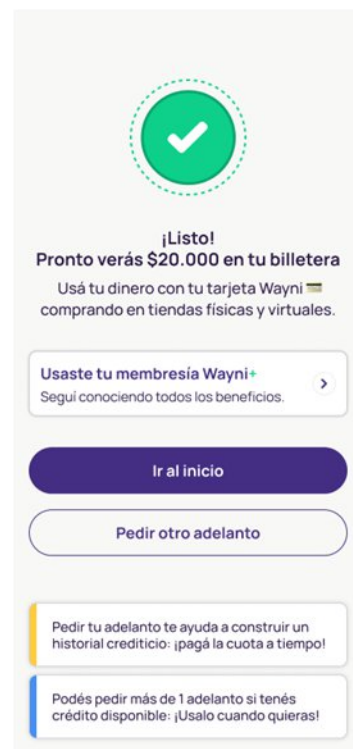 ¡Listo!
Pronto verás $20.000 en tu billetera
Usá tu dinero con tu tarjeta Wayni 💳
comprando en tiendas físicas y virtuales.
Usaste tu membresía Wayni+
Seguí conociendo todos los beneficios.
Ir al inicio
Pedir otro adelanto
Pedir tu adelanto te ayuda a construir un
historial crediticio: ¡pagá la cuota a tiempo!
Podés pedir más de 1 adelanto si tenés
crédito disponible: ¡Usalo cuando quieras!